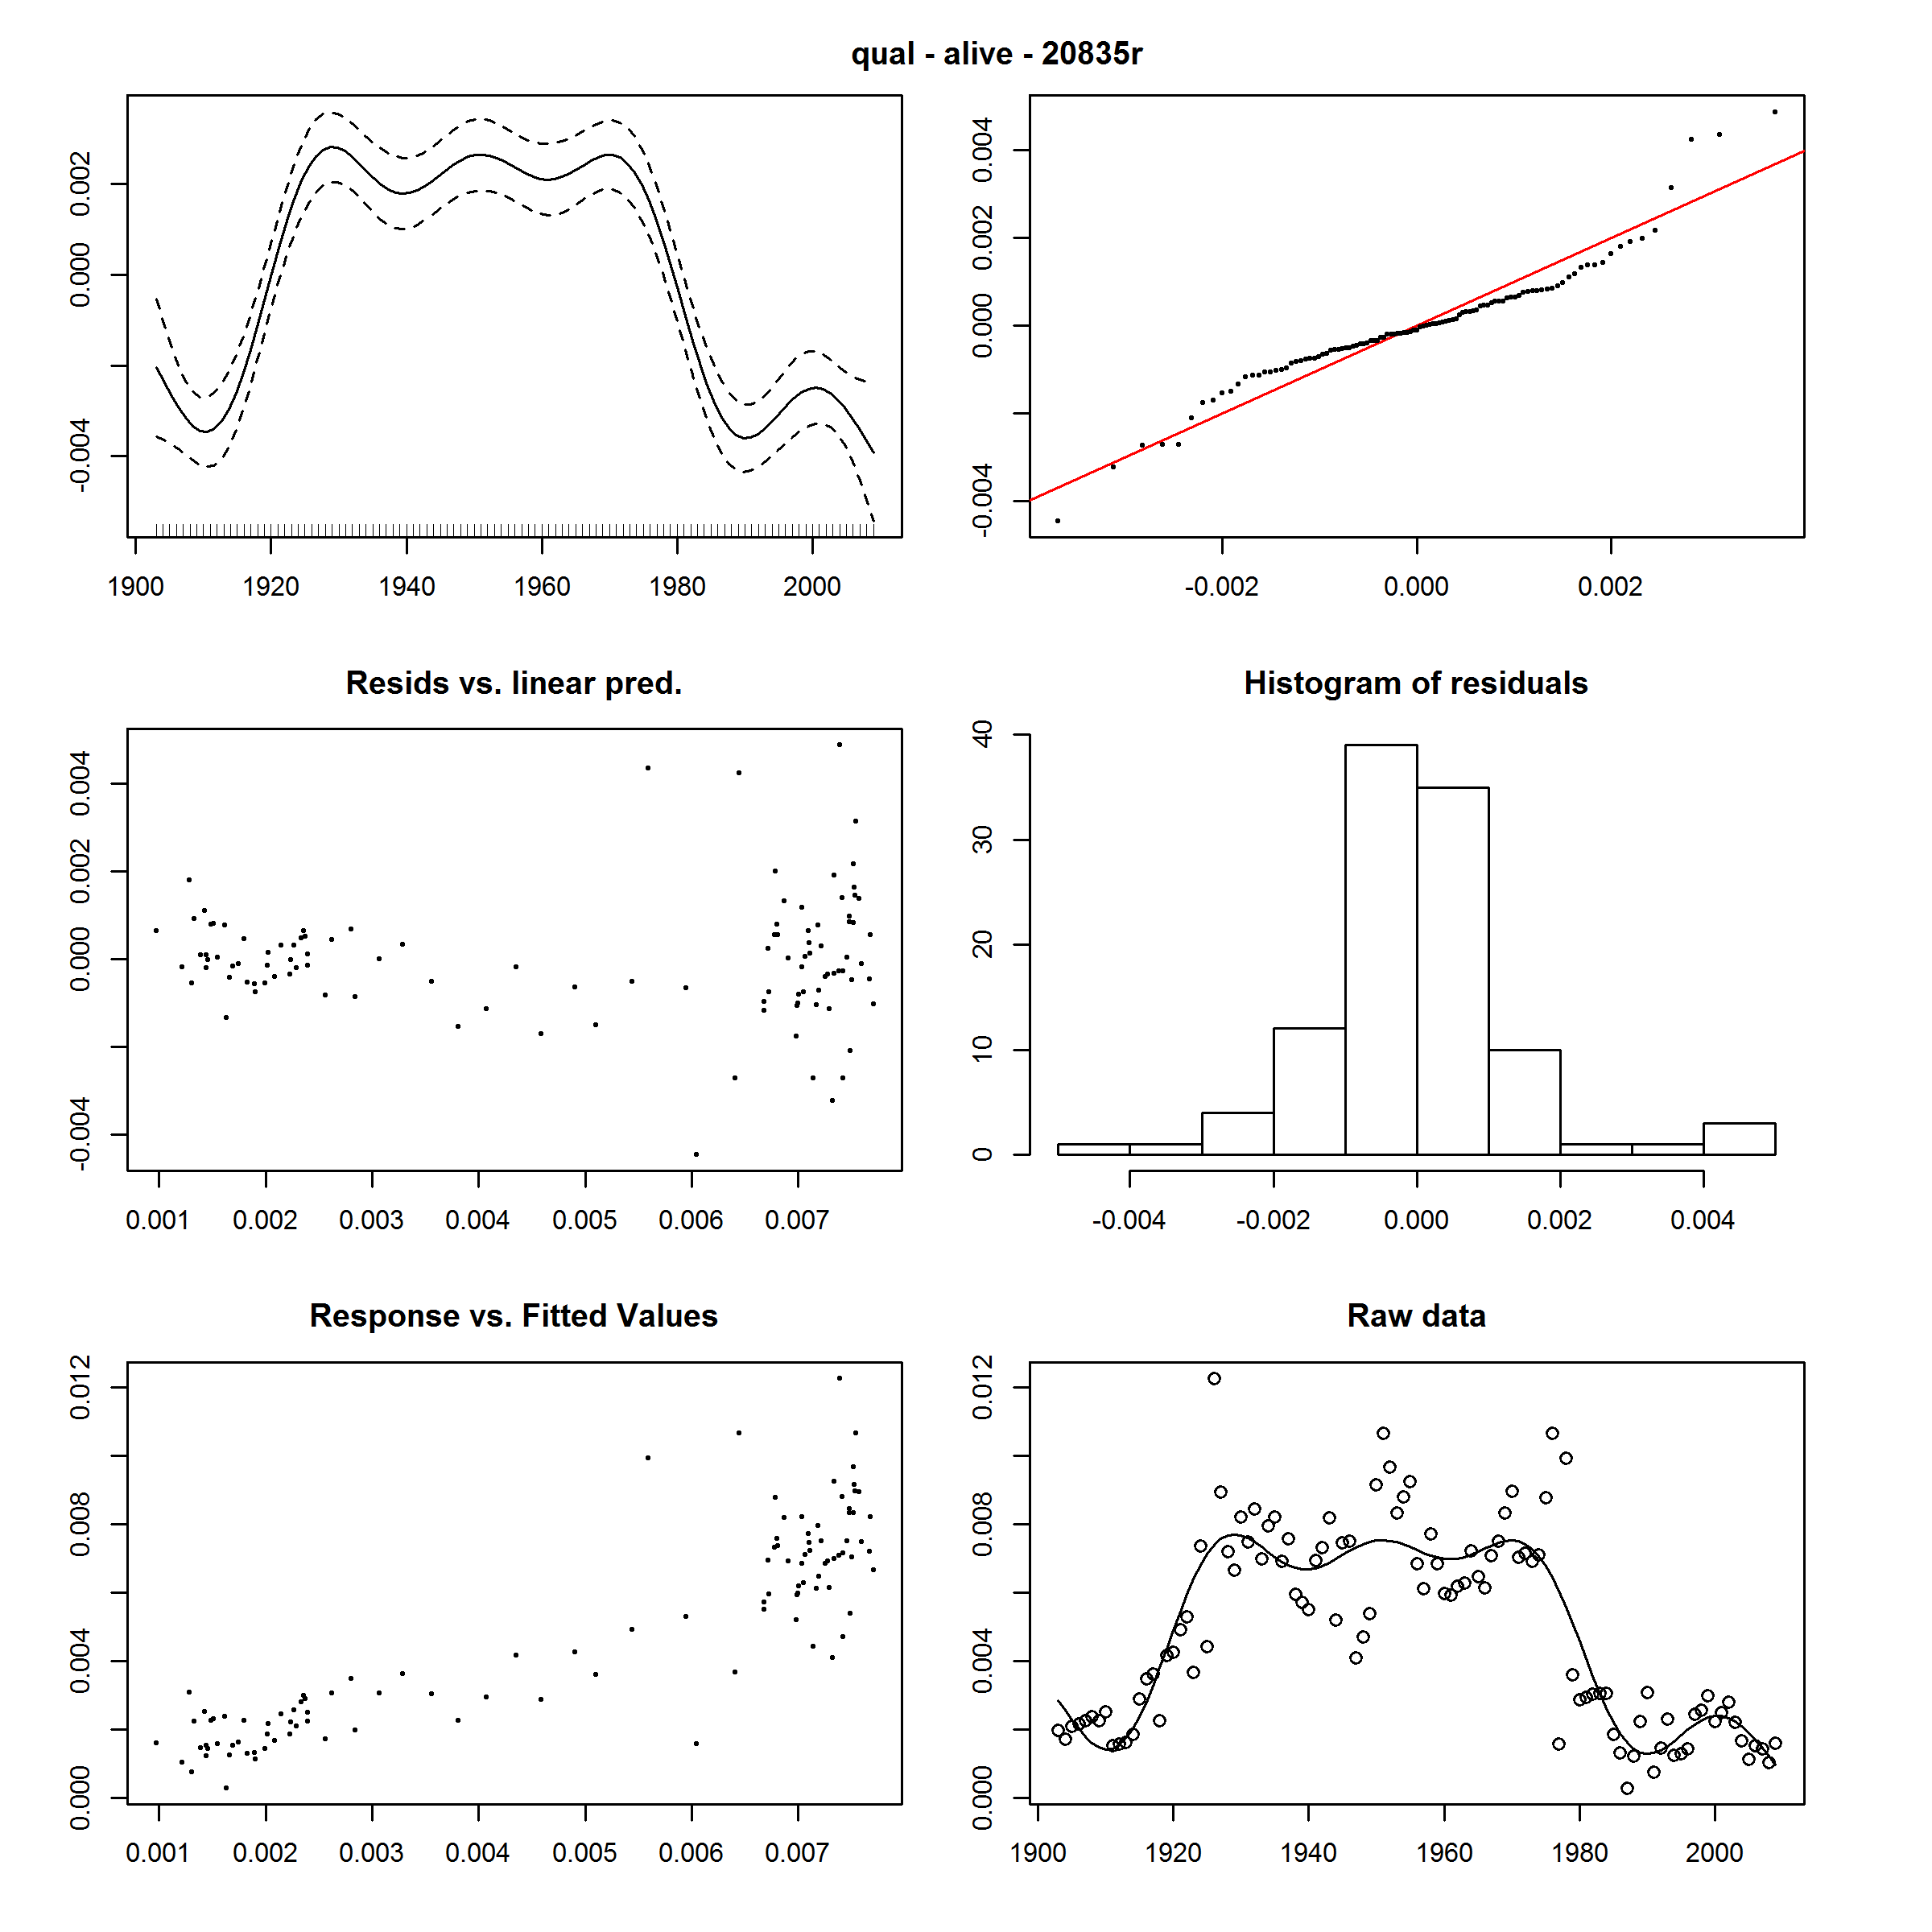 qual - alive - 20835r
0.002
0.000
-0.004
1900 1920 1940 1960 1980 2000
0.004
0.002
0.000
-0.004
-0.002 0.000 0.002
Resids vs. linear pred.
0.004
0.002
0.000
-0.004
0.001 0.002 0.003 0.004 0.005 0.006 0.007
Histogram of residuals
40
30
20
10
0
-0.004 -0.002 0.000 0.002 0.004
Response vs. Fitted Values
0.012
0.008
0.004
0.000
0.001 0.002 0.003 0.004 0.005 0.006 0.007
Raw data
0.012
0.008
0.004
0.000
1900 1920 1940 1960 1980 2000